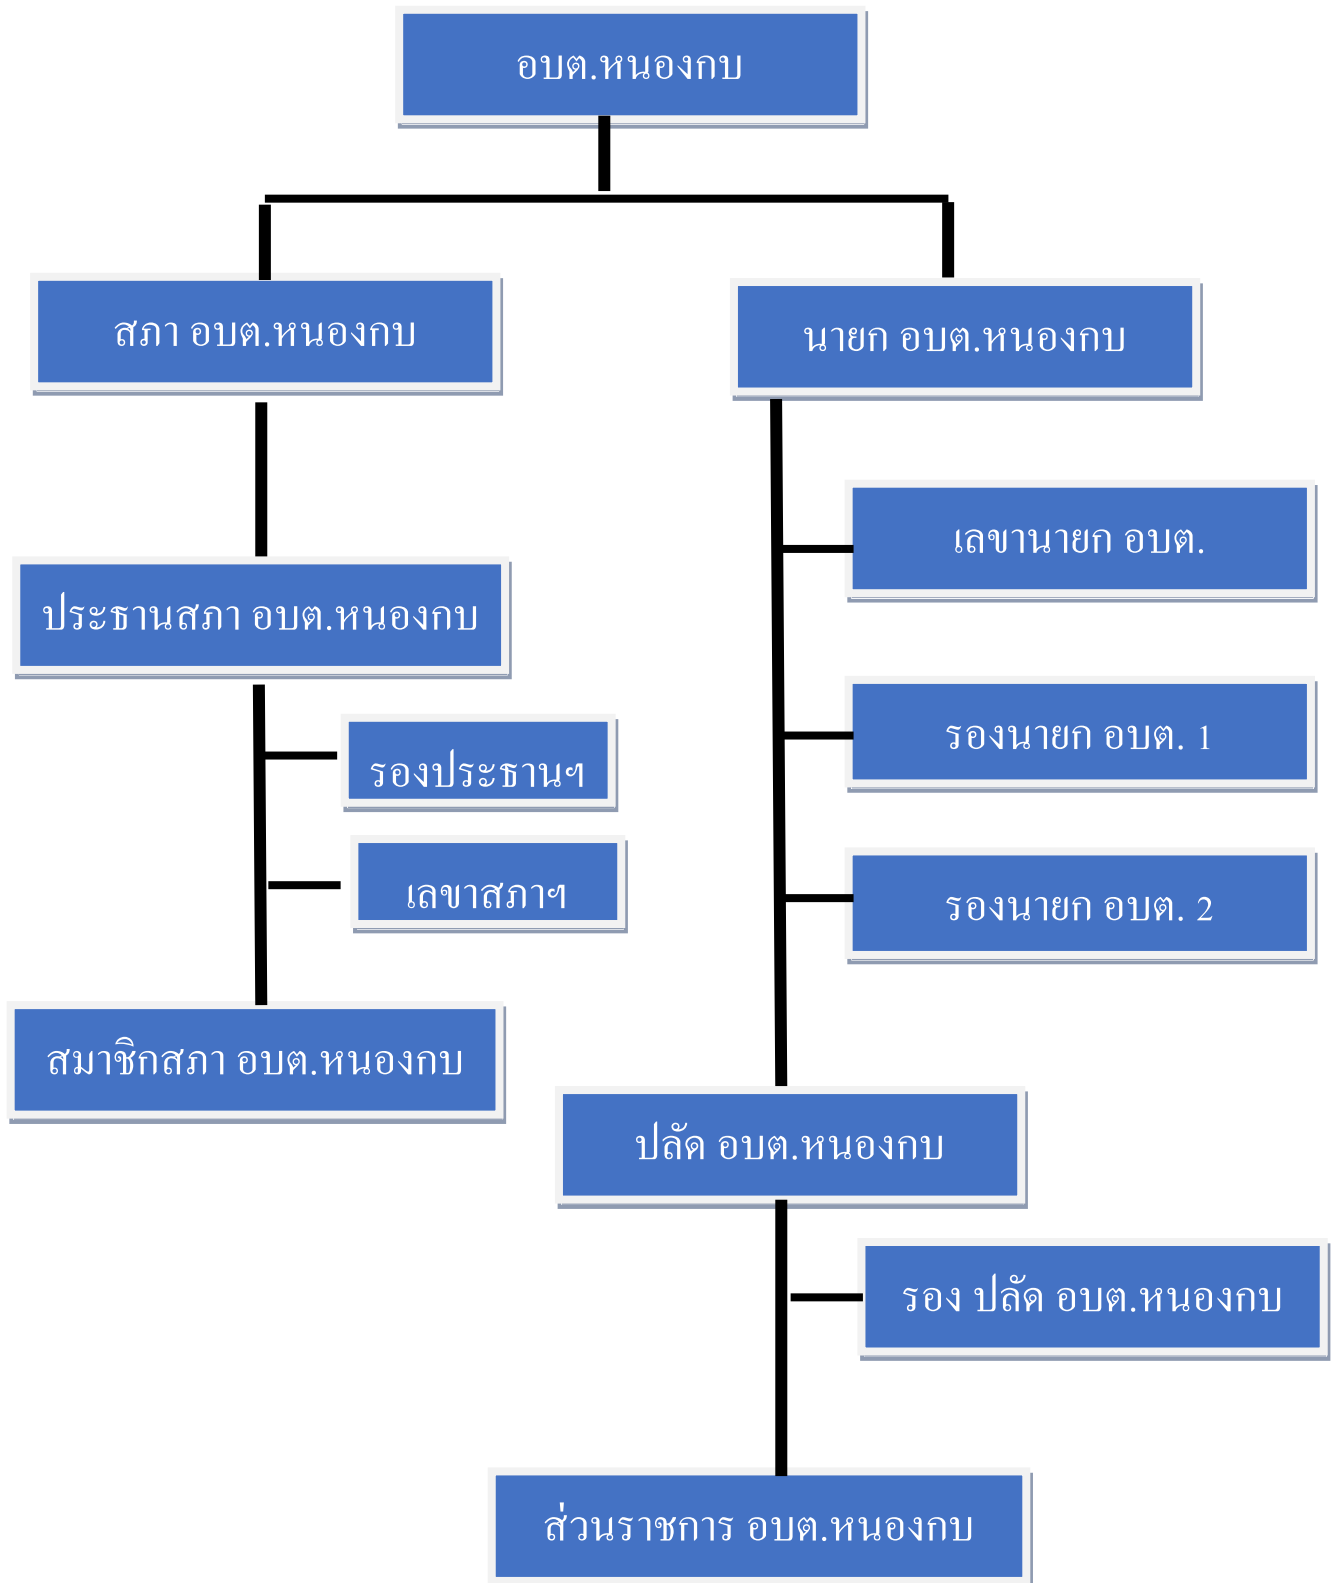 อบต.หนองกบ
สภา อบต.หนองกบ
นายก อบต.หนองกบ
เลขานายก อบต.
ประธานสภา อบต.หนองกบ
รองนายก อบต. 1
รองประธานฯ
เลขาสภาฯ
รองนายก อบต. 2
สมาชิกสภา อบต.หนองกบ
ปลัด อบต.หนองกบ
รอง ปลัด อบต.หนองกบ
ส่วนราชการ อบต.หนองกบ